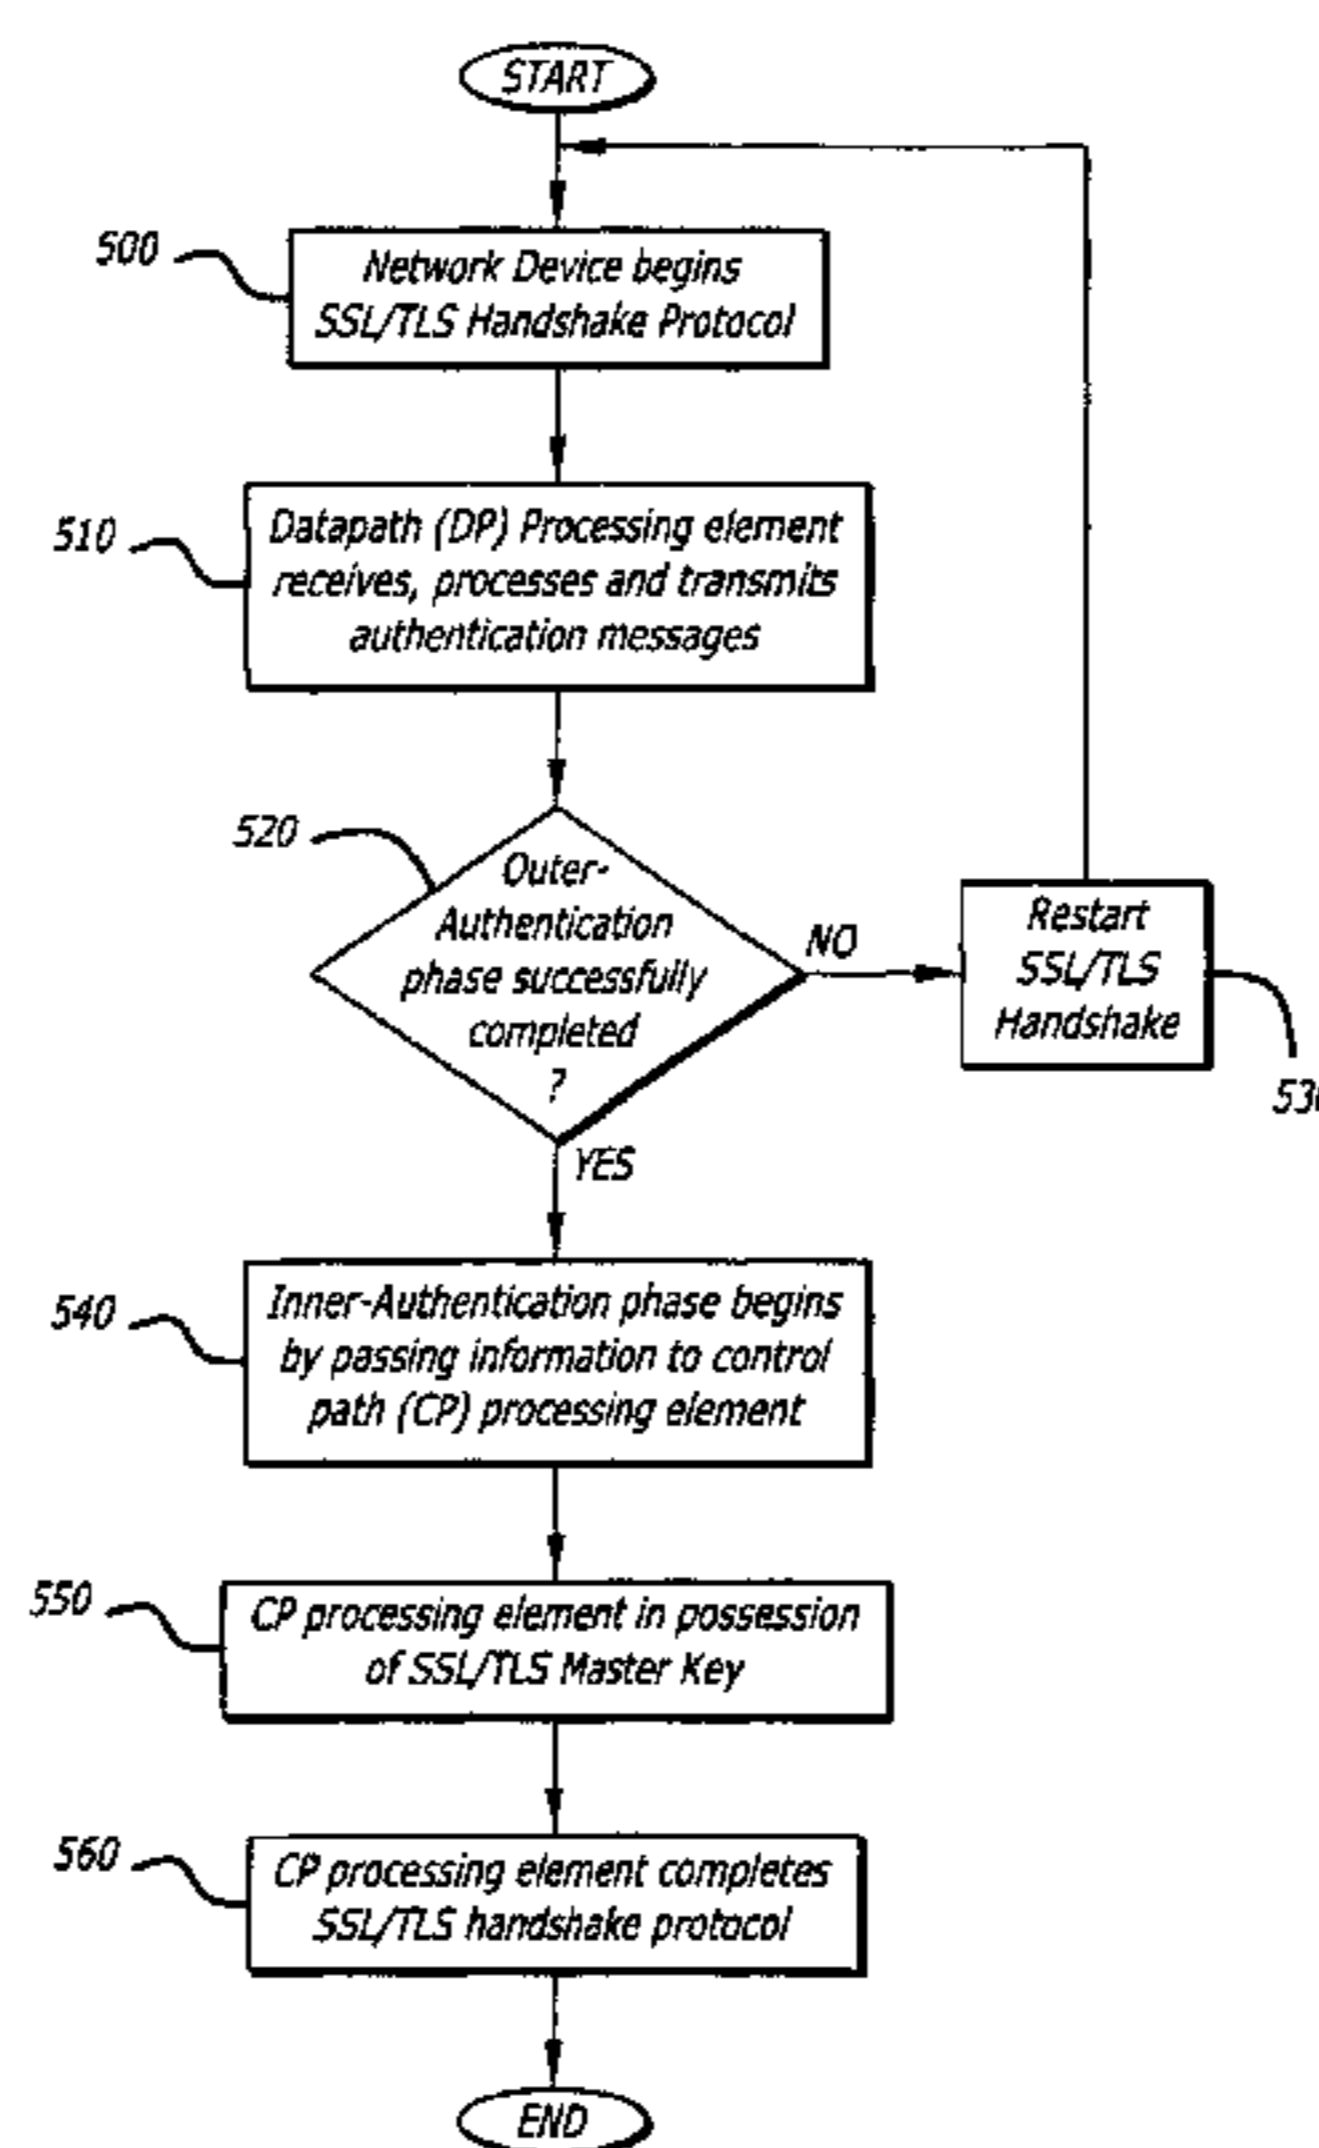 START
500
Network Device begins
SSL/TLS Handshake Protocol
510
Datapath (DP) Processing element
receives, processes and transmits
authentication messages
520
Outer-
Authentication
phase successfully
completed
?
NO
Restart
SSL/TLS
Handshake
YES
540
Inner-Authentication phase begins
by passing information to control
path (CP) processing element
550
CP processing element in possession
of SSL/TLS Master Key
560
CP processing element completes
SSL/TLS handshake protocol
END